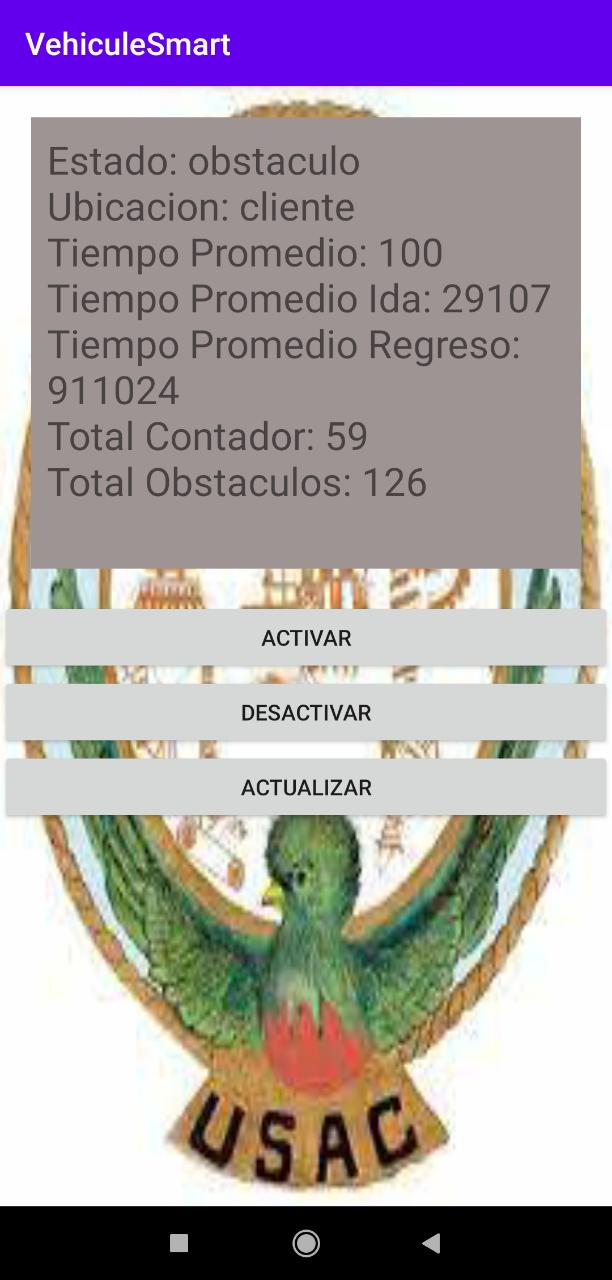 VehiculeSmart
Estado: obstaculo
Ubicacion: cliente
Tiempo Promedio: 100
Tiempo Promedio Ida: 29107
Tiempo Promedio Regreso:
911024
Total Contador: 59
Total Obstaculos: 126
ACTIVAR
DESACTIVAR
ACTUALIZAR
USAC